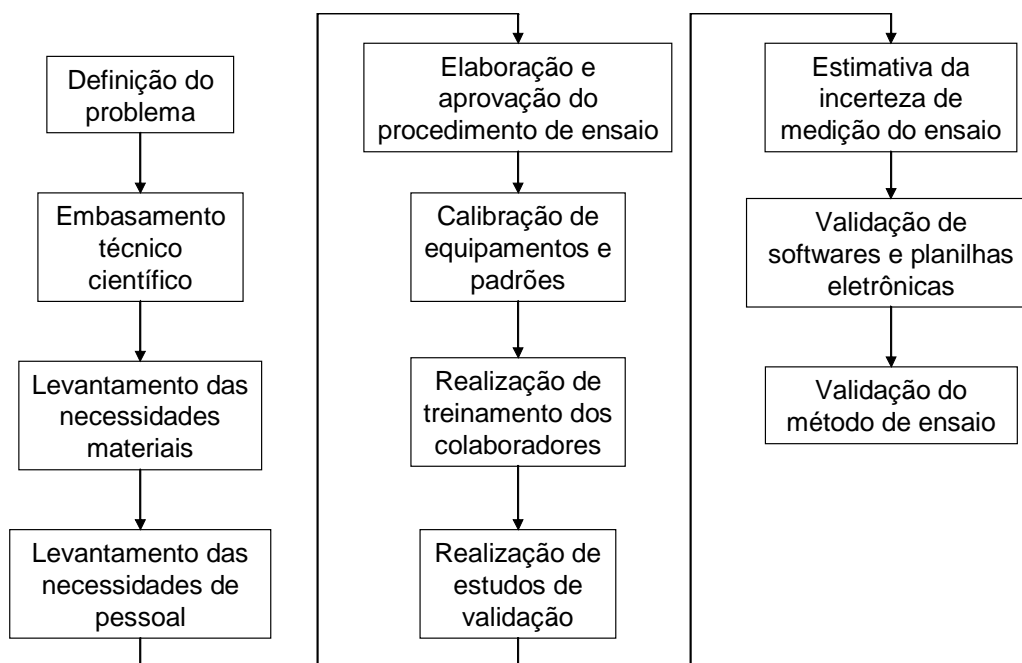 Definição do
problema
Embasamento
técnico
científico
Levantamento das
necessidades
materiais
Levantamento das
necessidades de
pessoal
Elaboração e
aprovação do
procedimento de ensaio
Calibração de
equipamentos e
padrões
Realização de
treinamento dos
colaboradores
Realização de
estudos de
validação
Estimativa da
incerteza de
medição do ensaio
Validação de
softwares e planilhas
eletrônicas
Validação do
método de ensaio